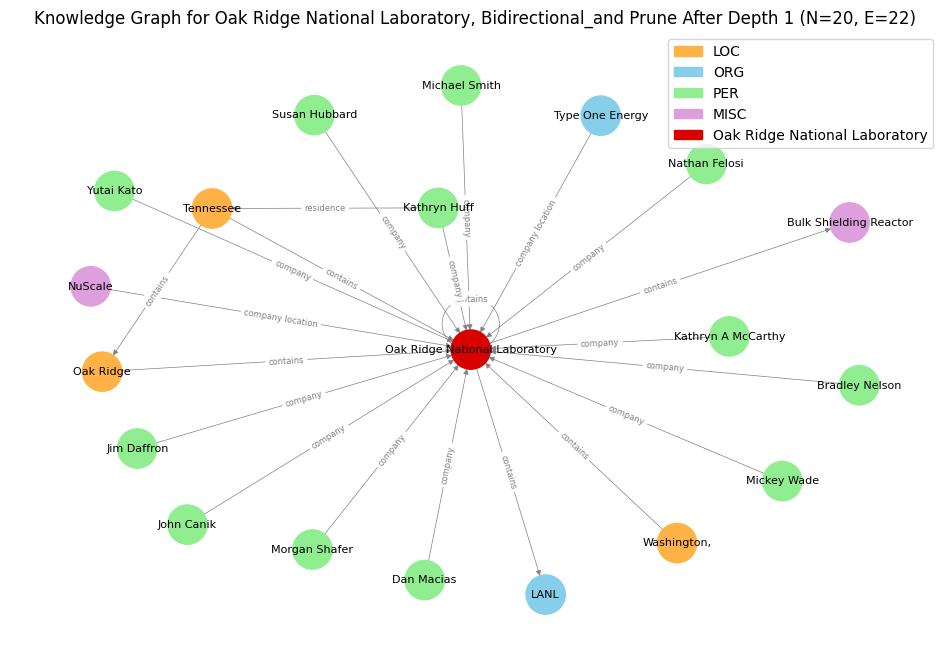 Knowledge Graph for Oak Ridge National Laboratory, Bidirectional_and Prune After Depth 1 (N=20, E=22)
LOC
ORG
PER
MISC
Oak Ridge National Laboratory
Michael Smith
Susan Hubbard
Type One Energy
Nathan Felosi
Yutai Kato
Tennessee
residence
Kathryn Huff
company
company
company location
company
Bulk Shielding Reactor
company
contains
company
contains
contains
NuScale
contains
company location
Oak Ridge National Laboratory
company
Kathryn A McCarthy
contains
company
Oak Ridge
Bradley Nelson
company
company
Jim Daffron
company
company
contains
company
contains
Mickey Wade
John Canik
Morgan Shafer
Washington,
Dan Macias
LANL